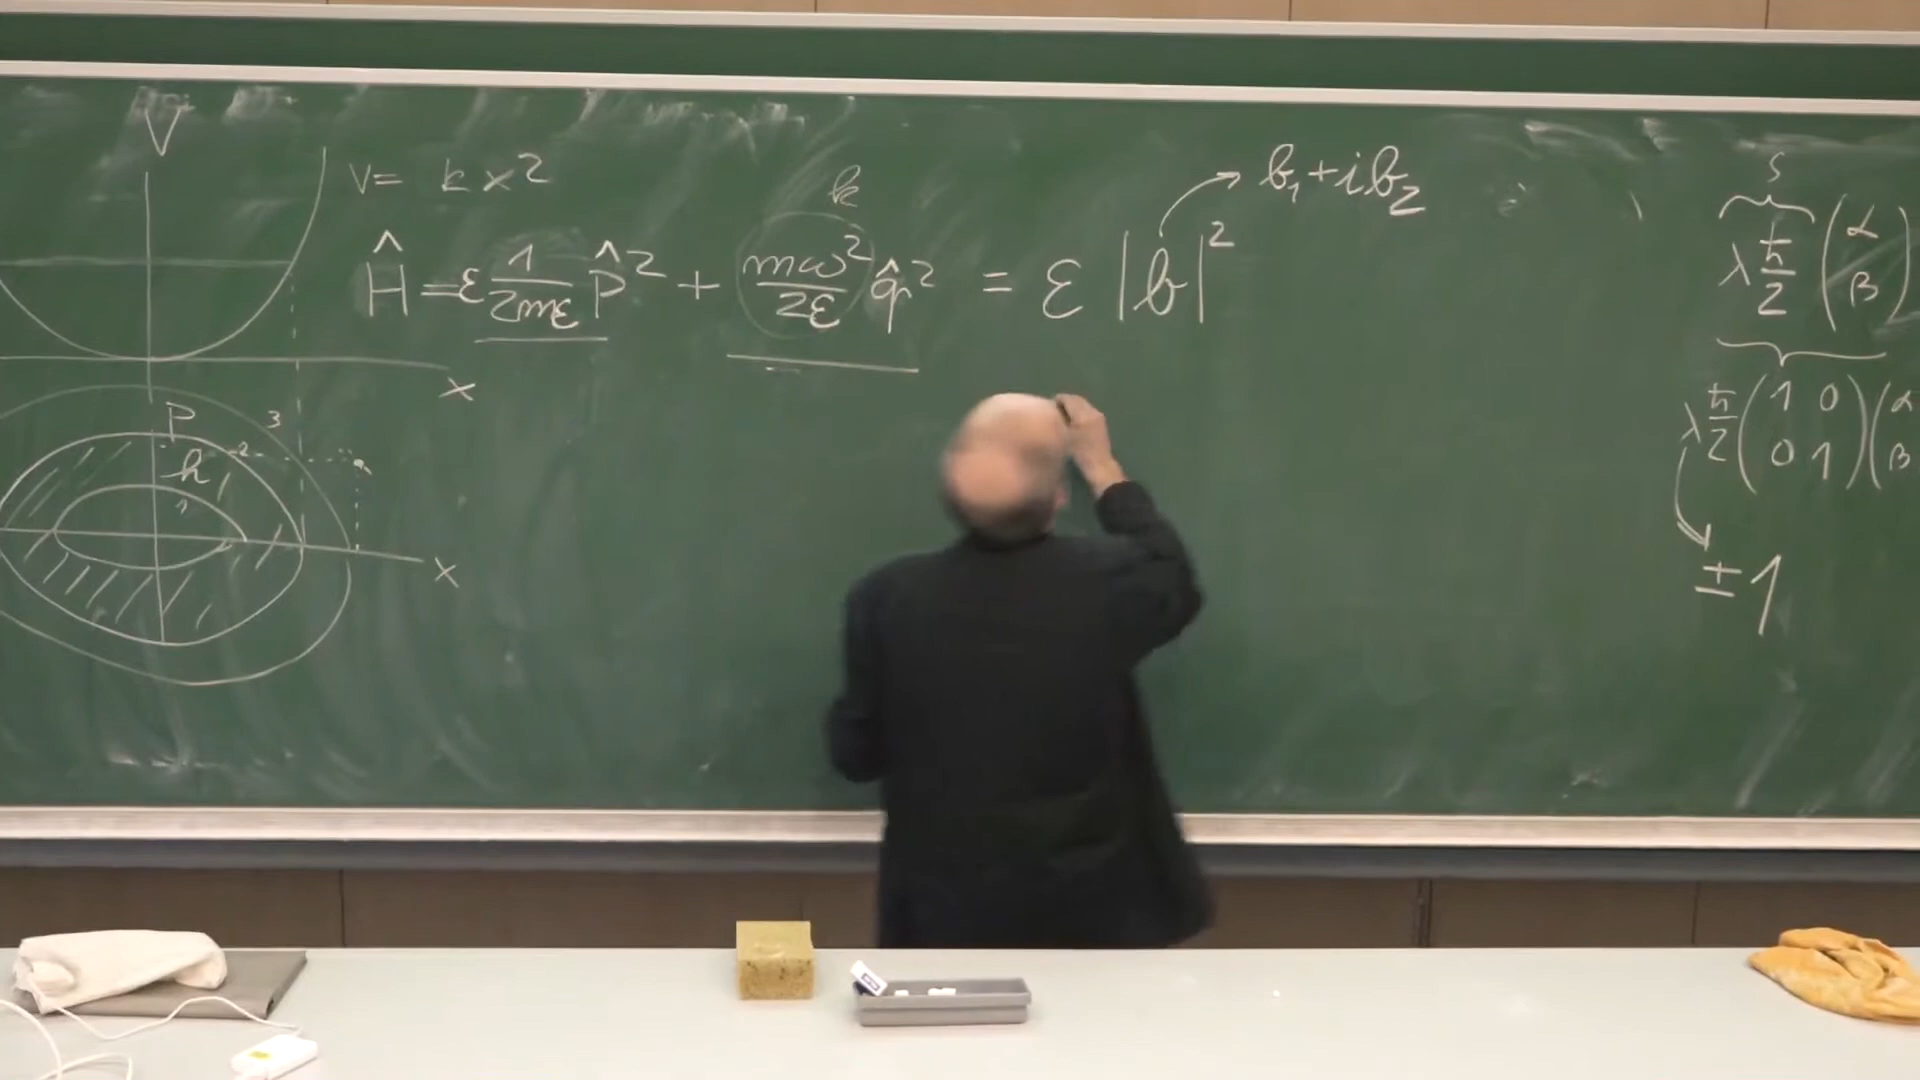 V
V= kx²
k
Ĥ = ε 1/2mε P̂² + mω²/2ε q̂² = ε |b|²
b₁+ib₂
x
P
3
2
h
1
x
s
λ ħ/2 (α β)
λ ħ/2 (1 0 0 1) (α β
±1